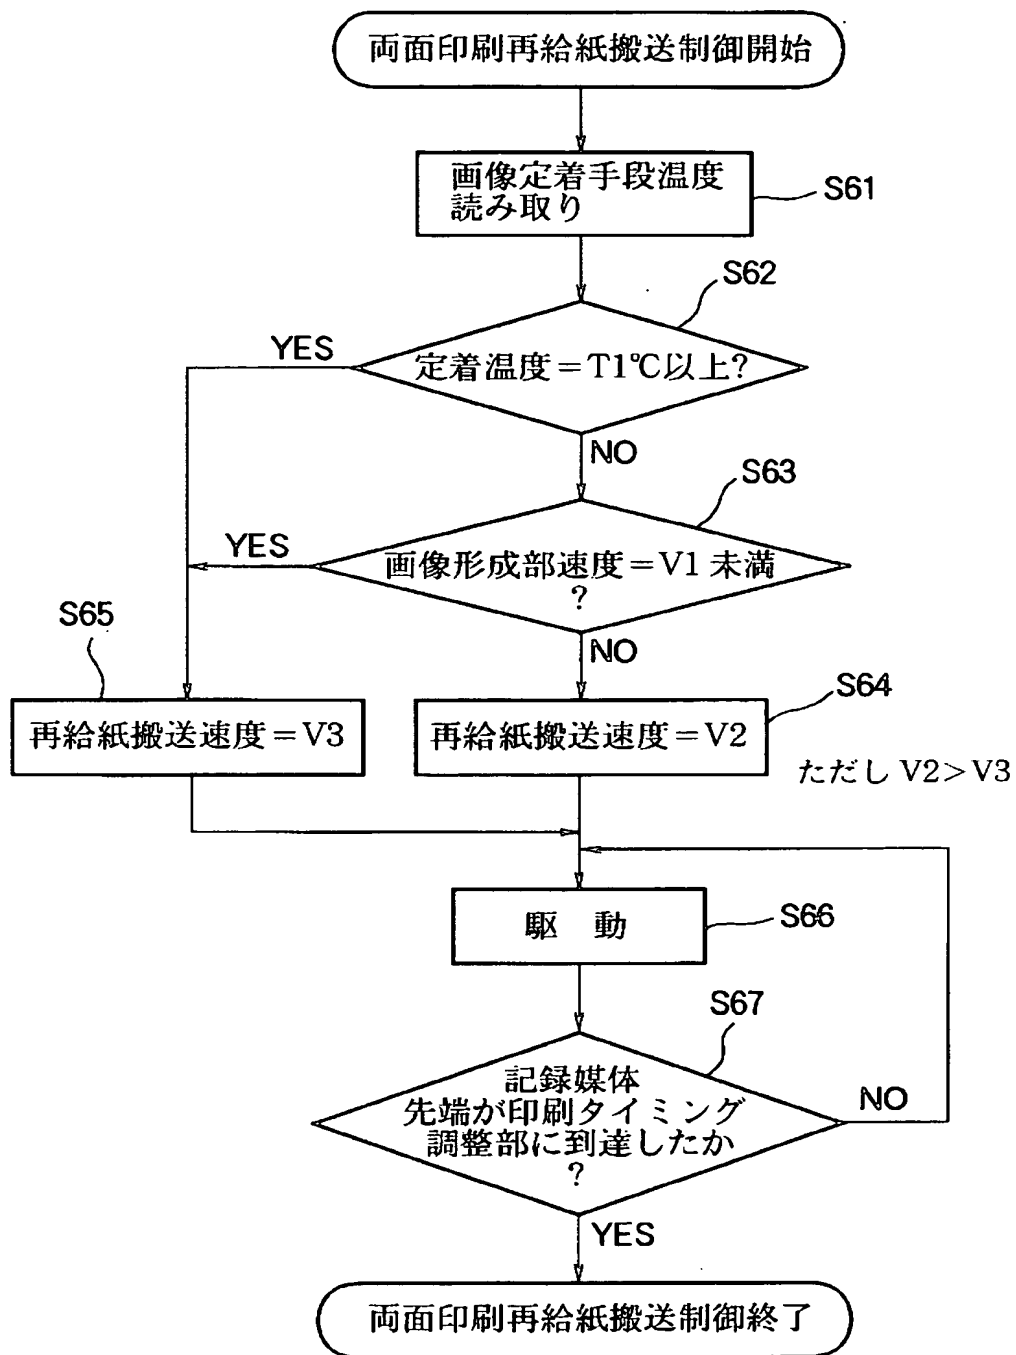 両面印刷再給紙搬送制御開始
画像定着手段温度
読み取り
S61
S62
YES
定着温度＝T1℃以上?
NO
S63
YES
画像形成部速度＝V1 未満
?
S65
NO
S64
再給紙搬送速度＝V3
再給紙搬送速度＝V2
ただし V2＞V3
駆　動
S66
S67
記録媒体
先端が印刷タイミング
調整部に到達したか
?
NO
YES
両面印刷再給紙搬送制御終了